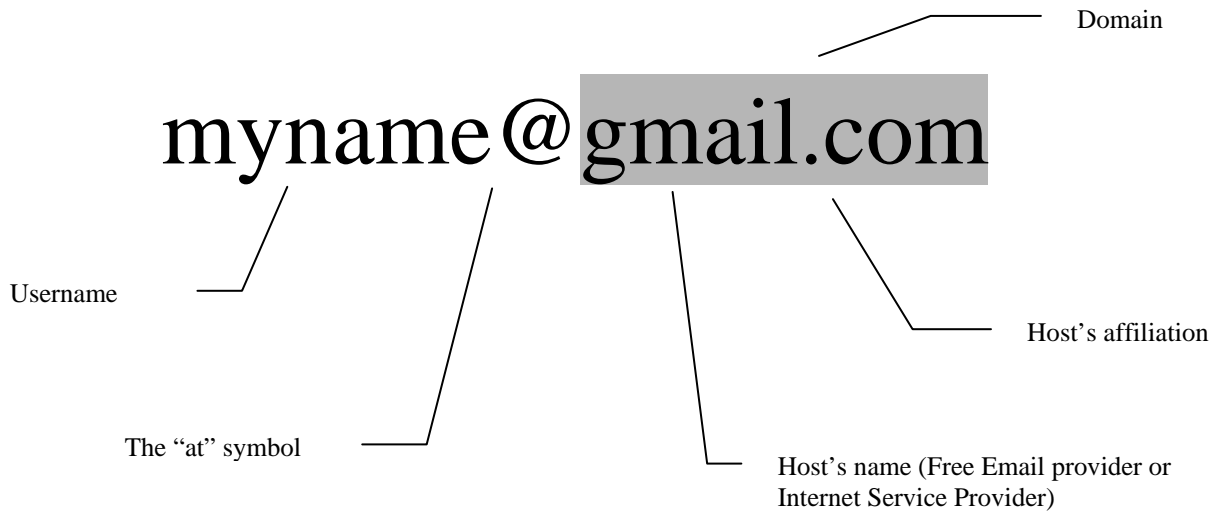 Domain
myname@gmail.com
Username
Host’s affiliation
The “at” symbol
Host’s name (Free Email provider or
Internet Service Provider)